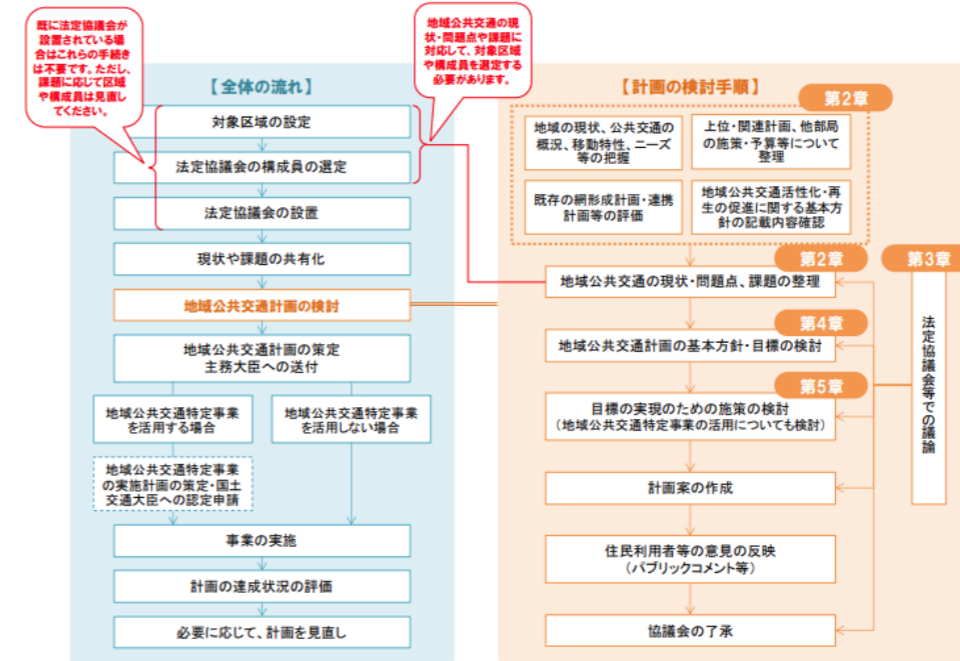 既に法定協議会が
設置されている場
合はこれらの手続き
は不要です。ただし、
課題に応じて区域
や構成員は見直し
てください。
地域公共交通の現
状・問題点や課題に
対応して、対象区域
や構成員を選定する
必要があります。
【全体の流れ】
対象区域の設定
法定協議会の構成員の選定
法定協議会の設置
現状や課題の共有化
地域公共交通計画の検討
地域公共交通計画の策定
主務大臣への送付
地域公共交通特定事業
を活用する場合
地域公共交通特定事業
を活用しない場合
地域公共交通特定事業
の実施計画の策定・国土
交通大臣への認定申請
事業の実施
計画の達成状況の評価
必要に応じて、計画を見直し
【計画の検討手順】
第2章
地域の現状、公共交通の
概況、移動特性、ニーズ
等の把握
上位・関連計画、他部局
の施策・予算等について
整理
既存の網形成計画・連携
計画等の評価
地域公共交通活性化・再
生の促進に関する基本方
針の記載内容確認
第2章
地域公共交通の現状・問題点、課題の整理
第4章
地域公共交通計画の基本方針・目標の検討
第5章
目標の実現のための施策の検討
（地域公共交通特定事業の活用についても検討）
計画案の作成
住民利用者等の意見の反映
（パブリックコメント等）
協議会の了承
第3章
法定協議会等での議論